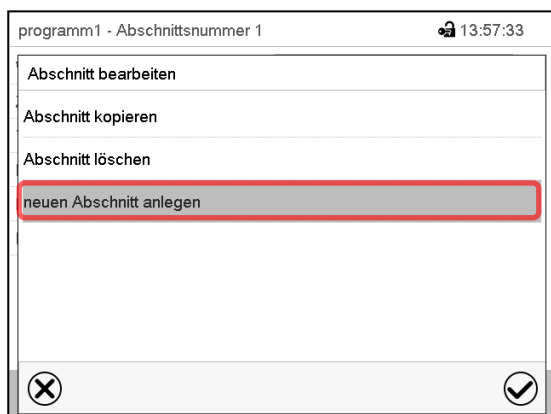 programm1 - Abschnittsnummer 1 13:57:33
Abschnitt bearbeiten
Abschnitt kopieren
Abschnitt löschen
neuen Abschnitt anlegen